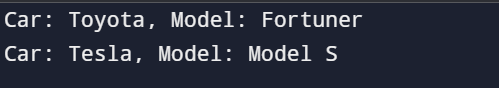 Car: Toyota, Model: Fortuner
Car: Tesla, Model: Model S